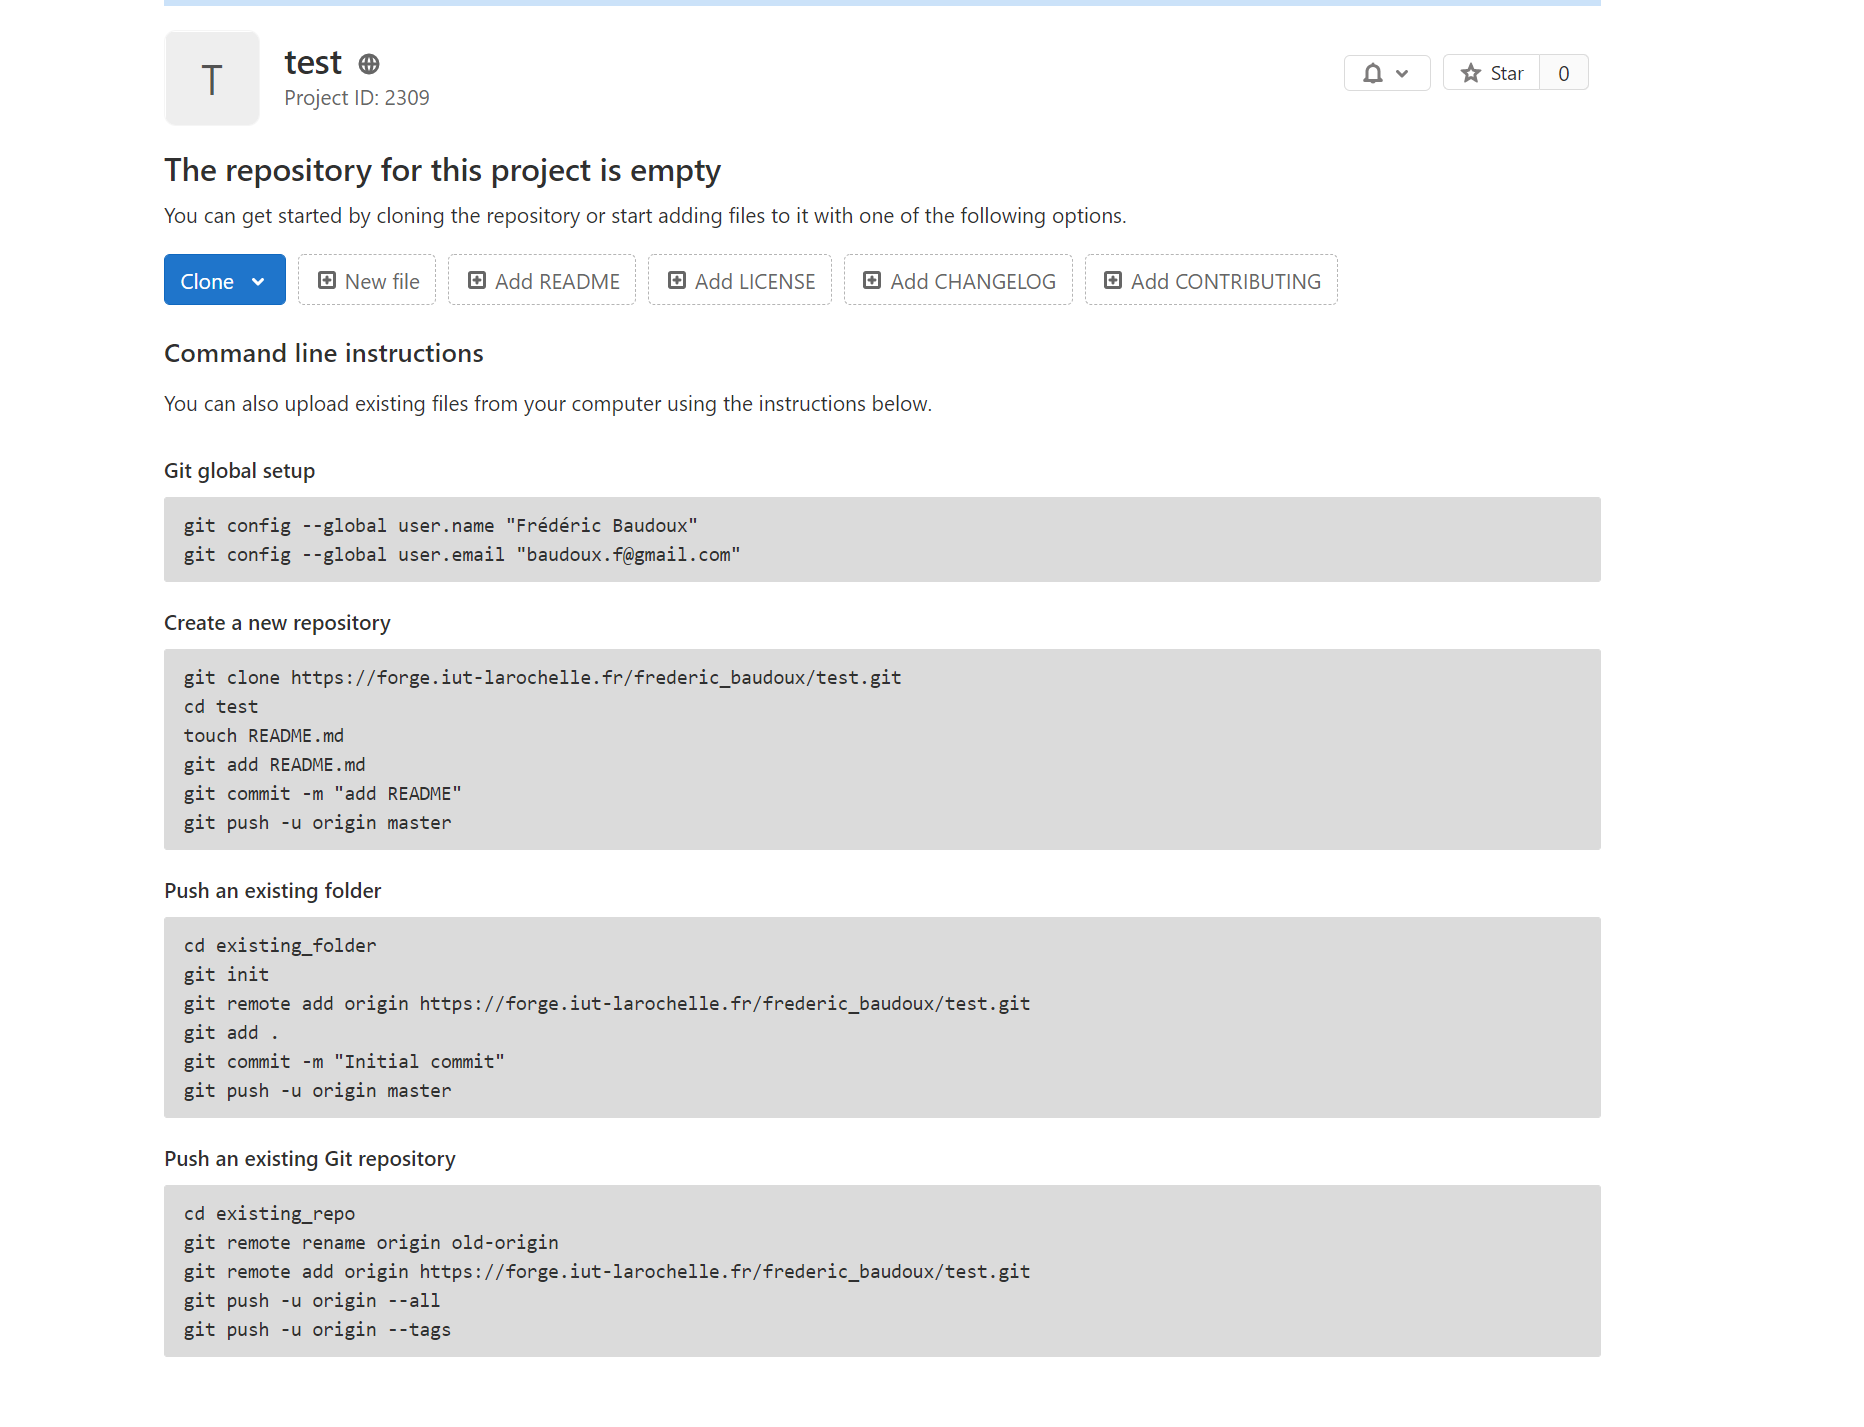 T
test
Project ID: 2309
Star 0
The repository for this project is empty
You can get started by cloning the repository or start adding files to it with one of the following options.
Clone New file Add README Add LICENSE Add CHANGELOG Add CONTRIBUTING
Command line instructions
You can also upload existing files from your computer using the instructions below.
Git global setup
git config --global user.name "Frédéric Baudoux"
git config --global user.email "baudoux.f@gmail.com"
Create a new repository
git clone https://forge.iut-larochelle.fr/frederic_baudoux/test.git
cd test
touch README.md
git add README.md
git commit -m "add README"
git push -u origin master
Push an existing folder
cd existing_folder
git init
git remote add origin https://forge.iut-larochelle.fr/frederic_baudoux/test.git
git add .
git commit -m "Initial commit"
git push -u origin master
Push an existing Git repository
cd existing_repo
git remote rename origin old-origin
git remote add origin https://forge.iut-larochelle.fr/frederic_baudoux/test.git
git push -u origin --all
git push -u origin --tags